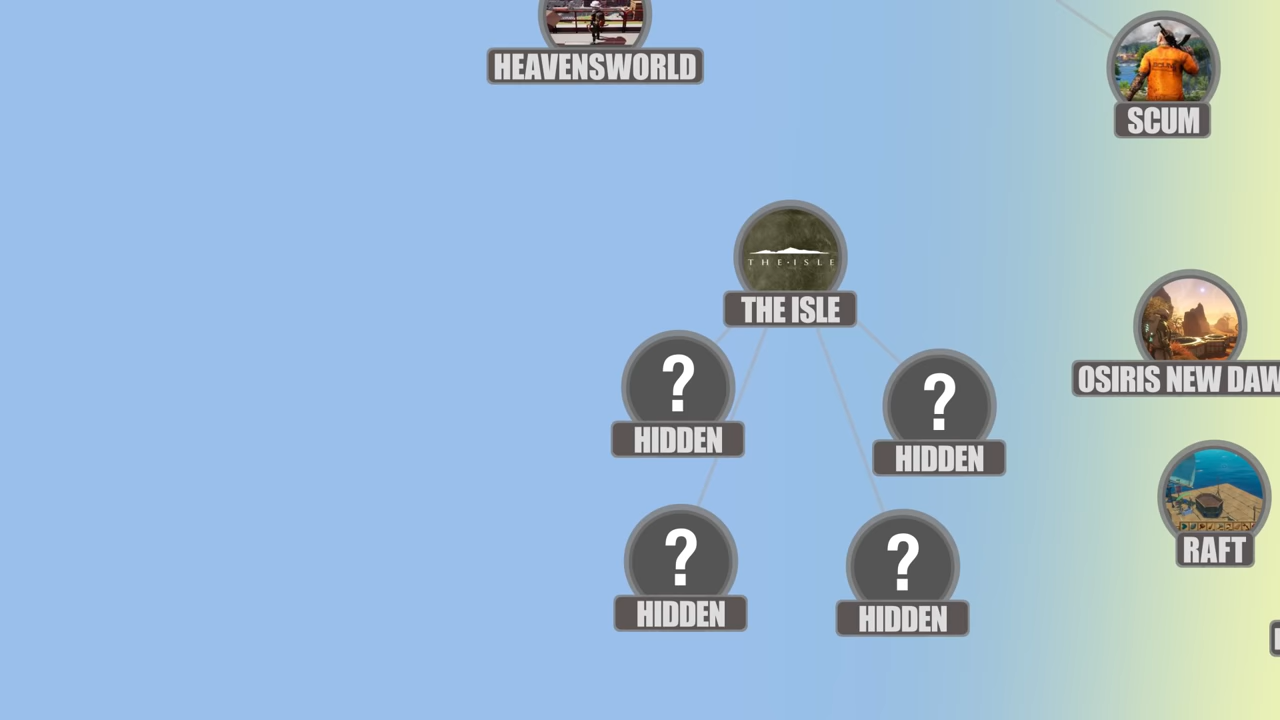 HEAVENSWORLD
SCUM
THE·ISLE
THE ISLE
?
HIDDEN
?
HIDDEN
OSIRIS NEW DAW
RAFT
?
HIDDEN
?
HIDDEN